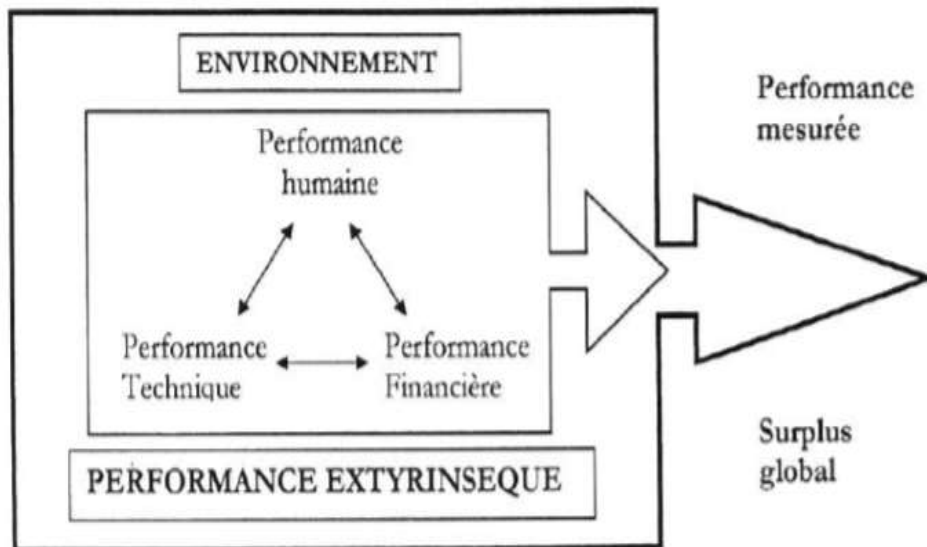 ENVIRONNEMENT
Performance
humaine
Performance
Technique
Performance
Financière
PERFORMANCE EXTYRINSEQUE
Performance
mesurée
Surplus
global